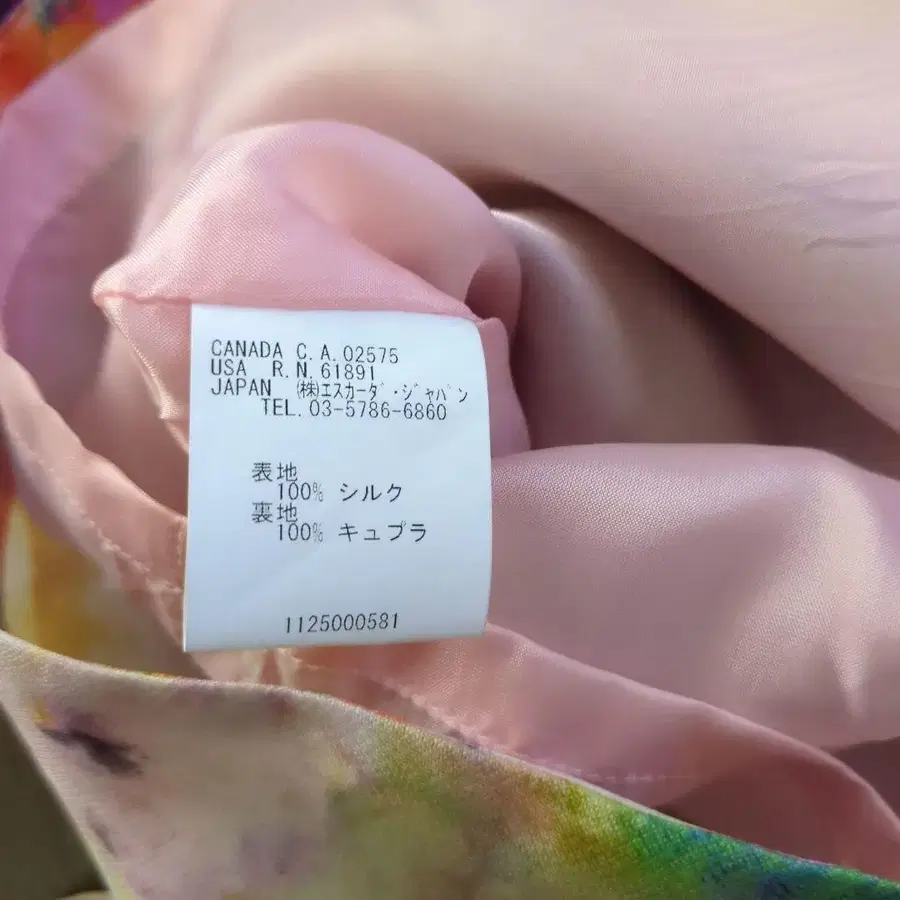 CANADA C.A.02575
USA R.N.61891
JAPAN ㈱エスカーダ・ジャパン
TEL.03-5786-6860
表地
100% シルク
裏地
100% キュプラ
1125000581